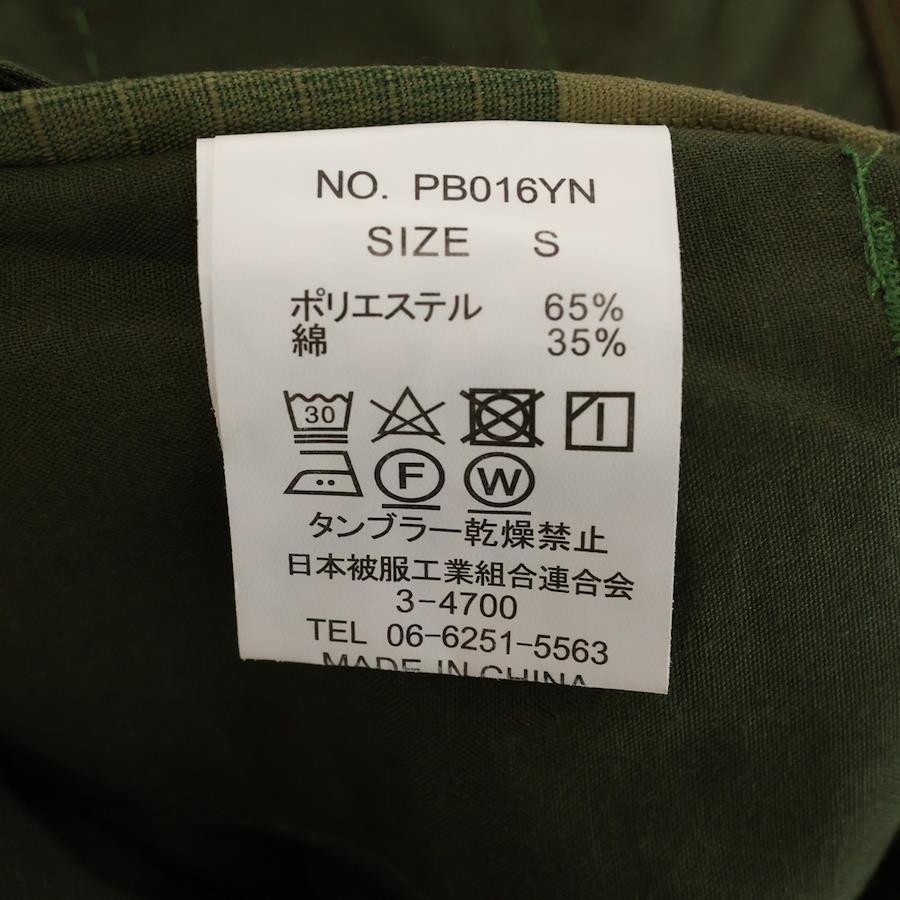 NO. PB016YN
SIZE S
ポリエステル 65%
綿 35%
30
F W
タンブラー乾燥禁止
日本被服工業組合連合会
3-4700
TEL 06-6251-5563
MADE IN CHINA